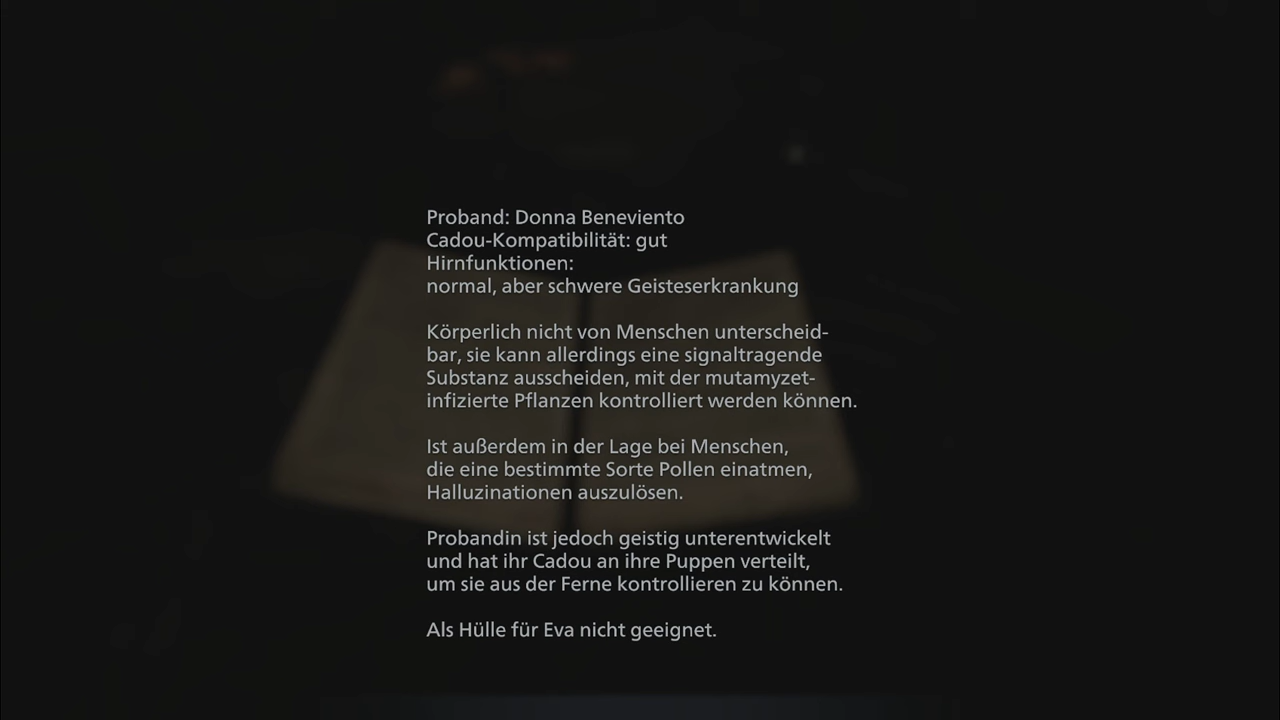 Proband: Donna Beneviento
Cadou-Kompatibilität: gut
Hirnfunktionen:
normal, aber schwere Geisteserkrankung
Körperlich nicht von Menschen unterscheid-
bar, sie kann allerdings eine signaltragende
Substanz ausscheiden, mit der mutamyzet-
infizierte Pflanzen kontrolliert werden können.
Ist außerdem in der Lage bei Menschen,
die eine bestimmte Sorte Pollen einatmen,
Halluzinationen auszulösen.
Probandin ist jedoch geistig unterentwickelt
und hat ihr Cadou an ihre Puppen verteilt,
um sie aus der Ferne kontrollieren zu können.
Als Hülle für Eva nicht geeignet.